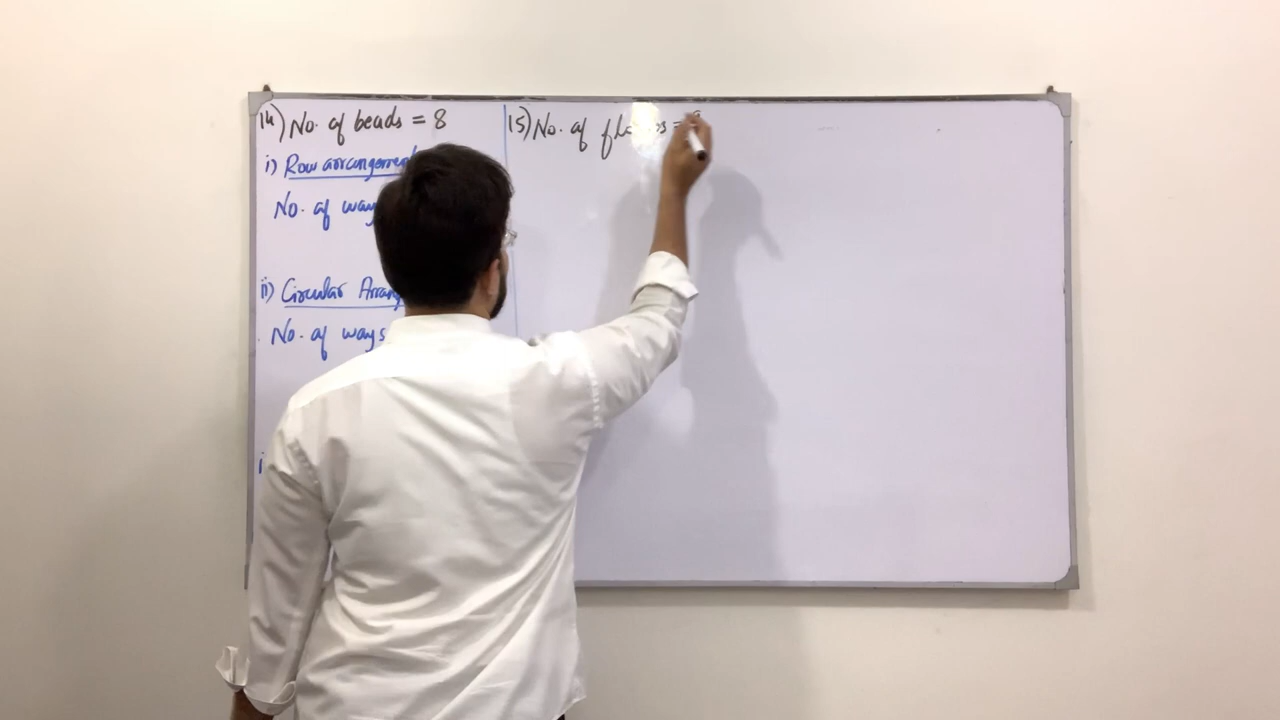 14) No. of beads = 8
i) Row arrangement
No. of ways
ii) Circular Arrang
No. of ways
i
15) No. of =